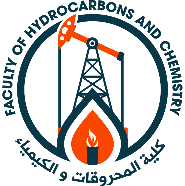 FACULTY OF HYDROCARBONS AND CHEMISTRY
كلية المحروقات و الكيمياء